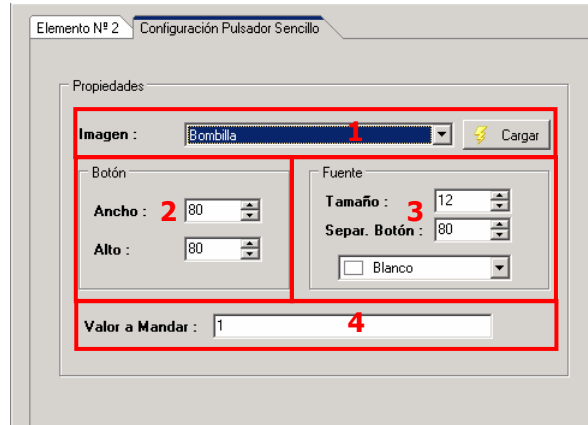 Elemento Nº 2 Configuración Pulsador Sencillo
Propiedades
Imagen : Bombilla 1 Cargar
Botón
Ancho : 2 80
Alto : 80
Fuente
Tamaño : 12
3
Separ. Botón : 80
Blanco
Valor a Mandar : 1 4